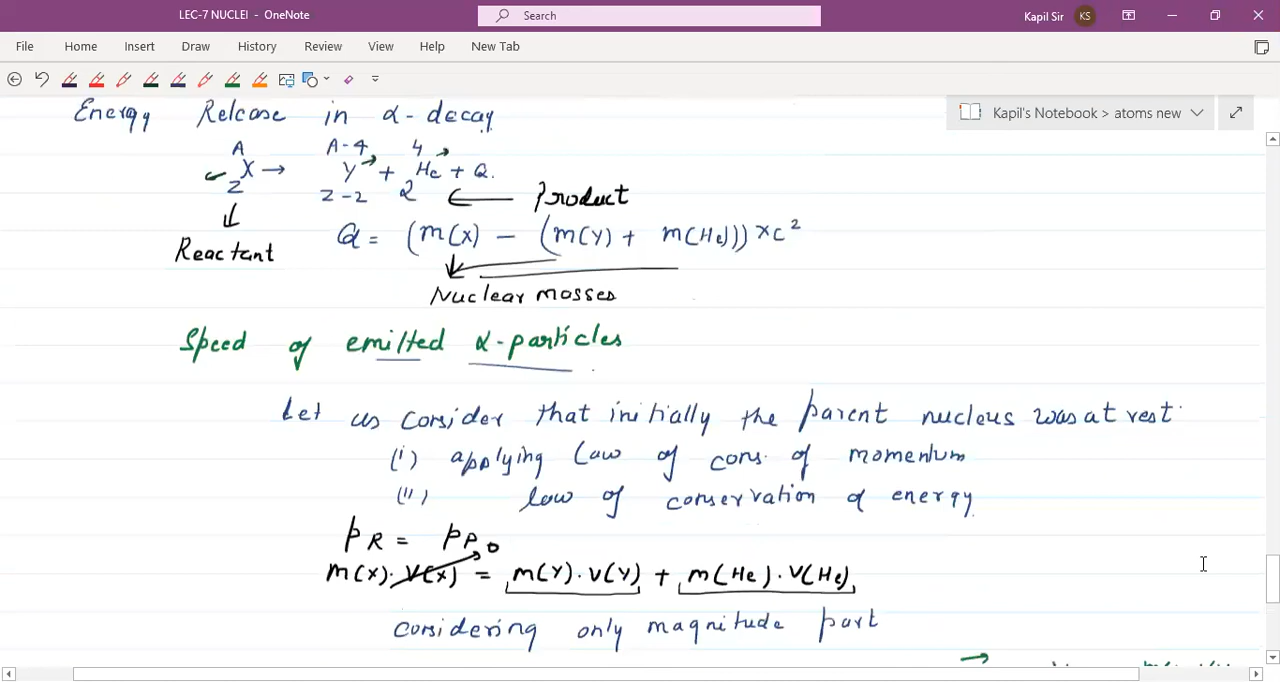 LEC-7 NUCLEI - OneNote
Search
Kapil Sir KS
File Home Insert Draw History Review View Help New Tab
Kapil's Notebook > atoms new
Energy Release in α-decay
A A-4 4
X → Y + He + Q.
Z Z-2 2 ← Product
Reactant
Q = (m(X) - (m(Y) + m(He))) × c²
Nuclear masses
Speed of emitted α-particles
Let us consider that initially the parent nucleus was at rest.
(i) applying law of cons. of momentum
(ii) law of conservation of energy
pR = pP
m(X)·V(X) 0 = m(Y)·V(Y) + m(He)·V(He)
considering only magnitude part